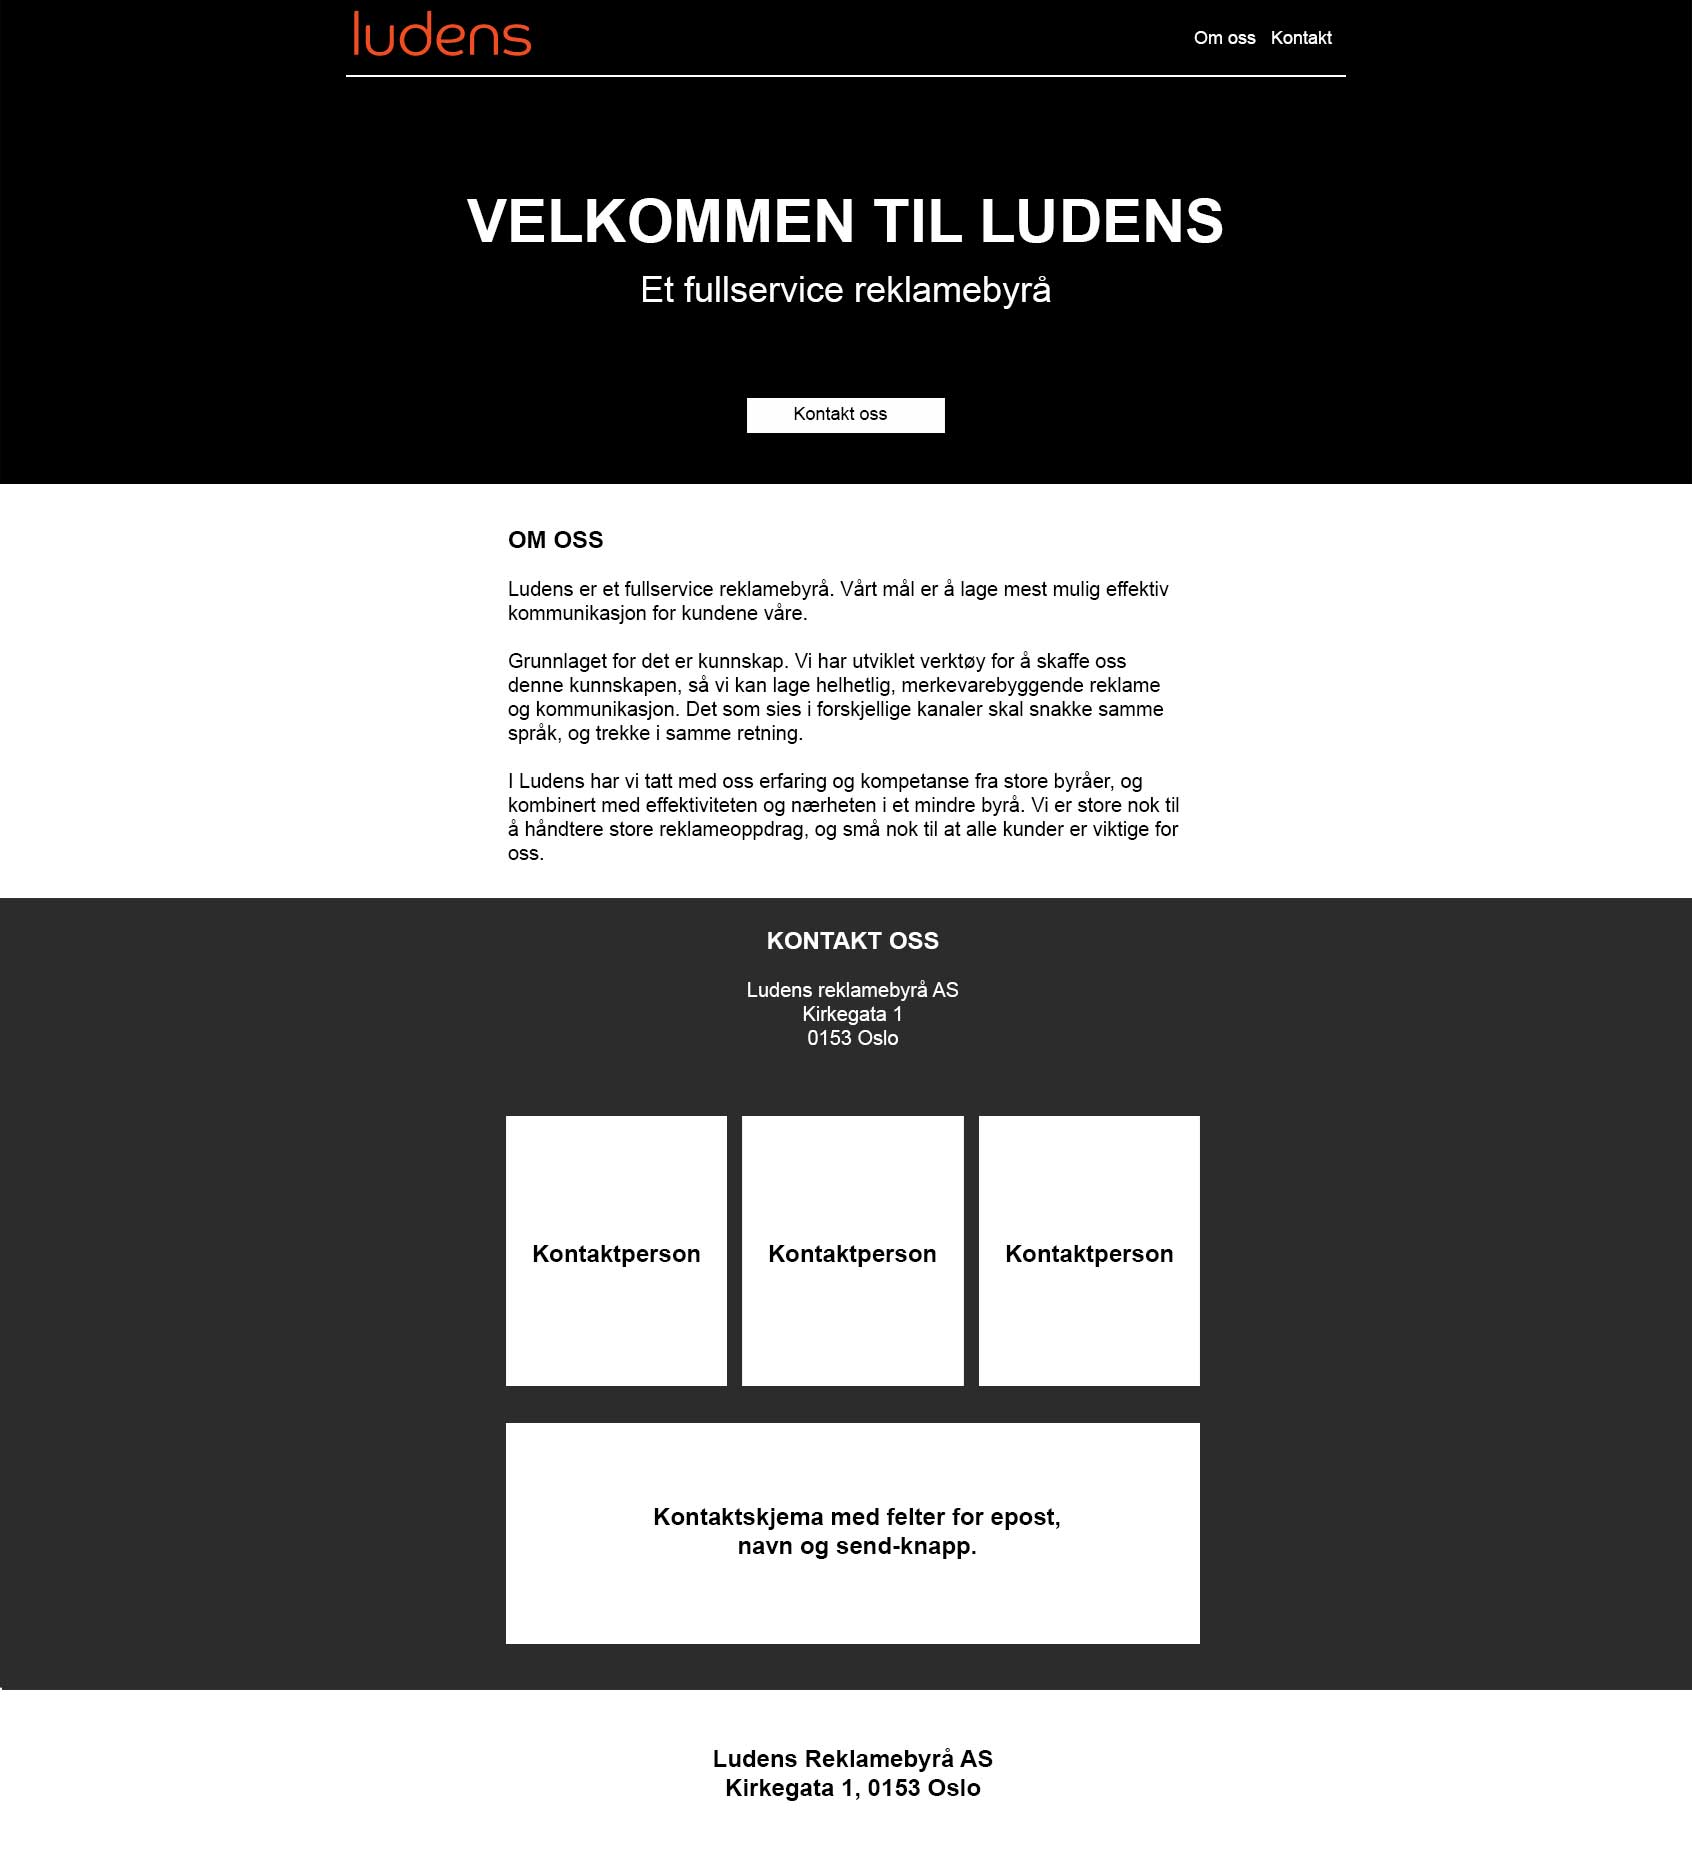 ludens
Om oss Kontakt
VELKOMMEN TIL LUDENS
Et fullservice reklamebyrå
Kontakt oss
OM OSS
Ludens er et fullservice reklamebyrå. Vårt mål er å lage mest mulig effektiv
kommunikasjon for kundene våre.
Grunnlaget for det er kunnskap. Vi har utviklet verktøy for å skaffe oss
denne kunnskapen, så vi kan lage helhetlig, merkevarebyggende reklame
og kommunikasjon. Det som sies i forskjellige kanaler skal snakke samme
språk, og trekke i samme retning.
I Ludens har vi tatt med oss erfaring og kompetanse fra store byråer, og
kombinert med effektiviteten og nærheten i et mindre byrå. Vi er store nok til
å håndtere store reklameoppdrag, og små nok til at alle kunder er viktige for
oss.
KONTAKT OSS
Ludens reklamebyrå AS
Kirkegata 1
0153 Oslo
Kontaktperson Kontaktperson Kontaktperson
Kontaktskjema med felter for epost,
navn og send-knapp.
Ludens Reklamebyrå AS
Kirkegata 1, 0153 Oslo